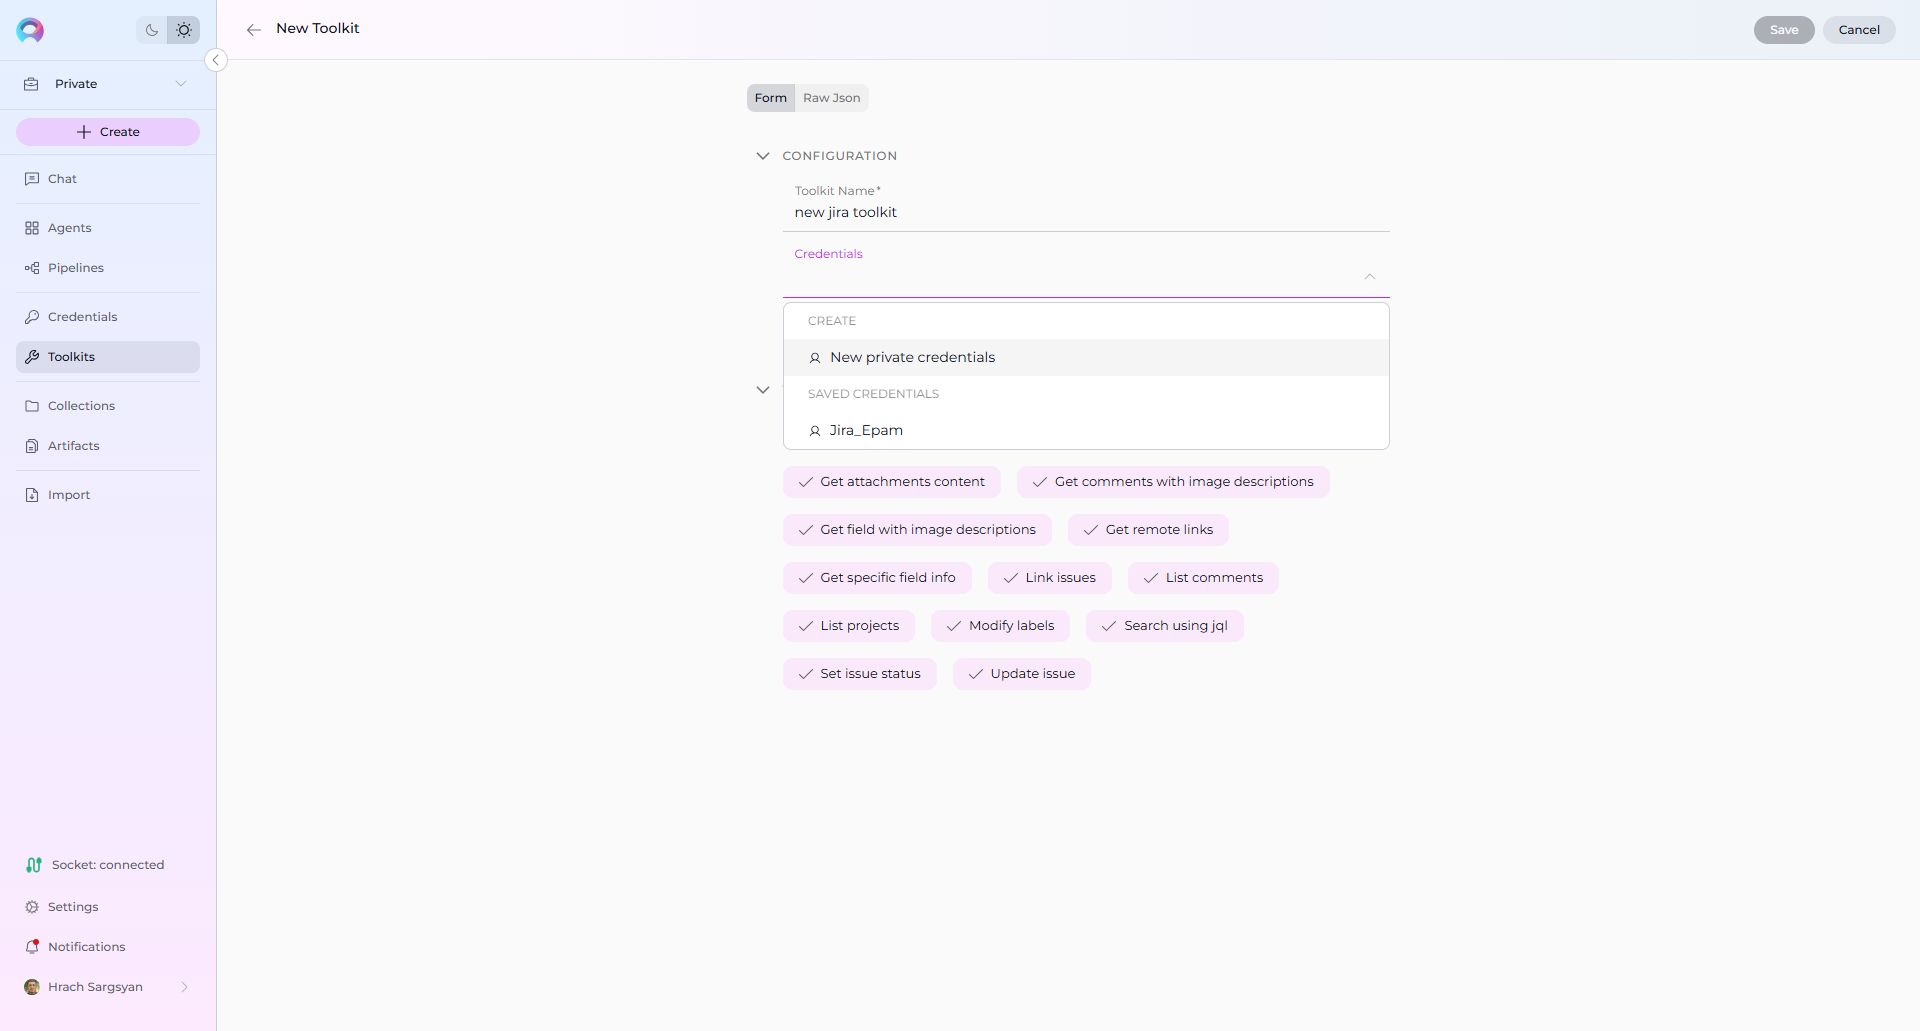 New Toolkit
Save
Cancel
Private
Create
Chat
Agents
Pipelines
Credentials
Toolkits
Collections
Artifacts
Import
Socket: connected
Settings
Notifications
Hrach Sargsyan
Form
Raw Json
CONFIGURATION
Toolkit Name*
new jira toolkit
Credentials
CREATE
New private credentials
SAVED CREDENTIALS
Jira_Epam
Get attachments content
Get comments with image descriptions
Get field with image descriptions
Get remote links
Get specific field info
Link issues
List comments
List projects
Modify labels
Search using jql
Set issue status
Update issue